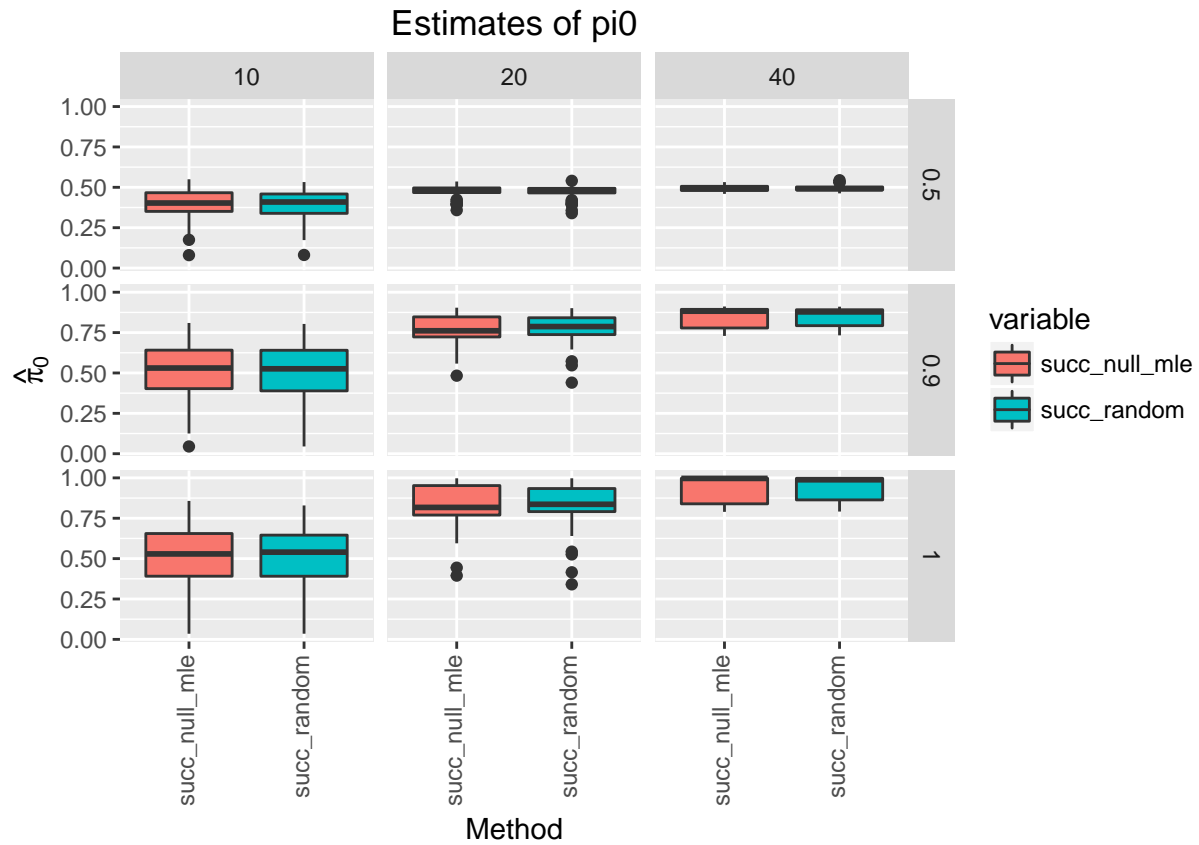 Estimates of pi0
10 20 40
1.00
0.75
0.50
0.25
0.00
0.5
1.00
0.75
0.50
0.25
0.00
0.9
1.00
0.75
0.50
0.25
0.00
1
π̂0
succ_null_mle
succ_random
succ_null_mle
succ_random
succ_null_mle
succ_random
Method
variable
succ_null_mle
succ_random